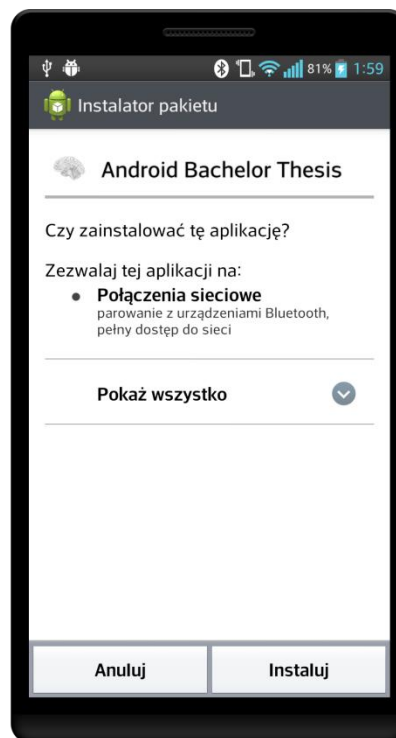 81% 1:59
Instalator pakietu
Android Bachelor Thesis
Czy zainstalować tę aplikację?
Zezwalaj tej aplikacji na:
Połączenia sieciowe
parowanie z urządzeniami Bluetooth,
pełny dostęp do sieci
Pokaż wszystko
Anuluj Instaluj